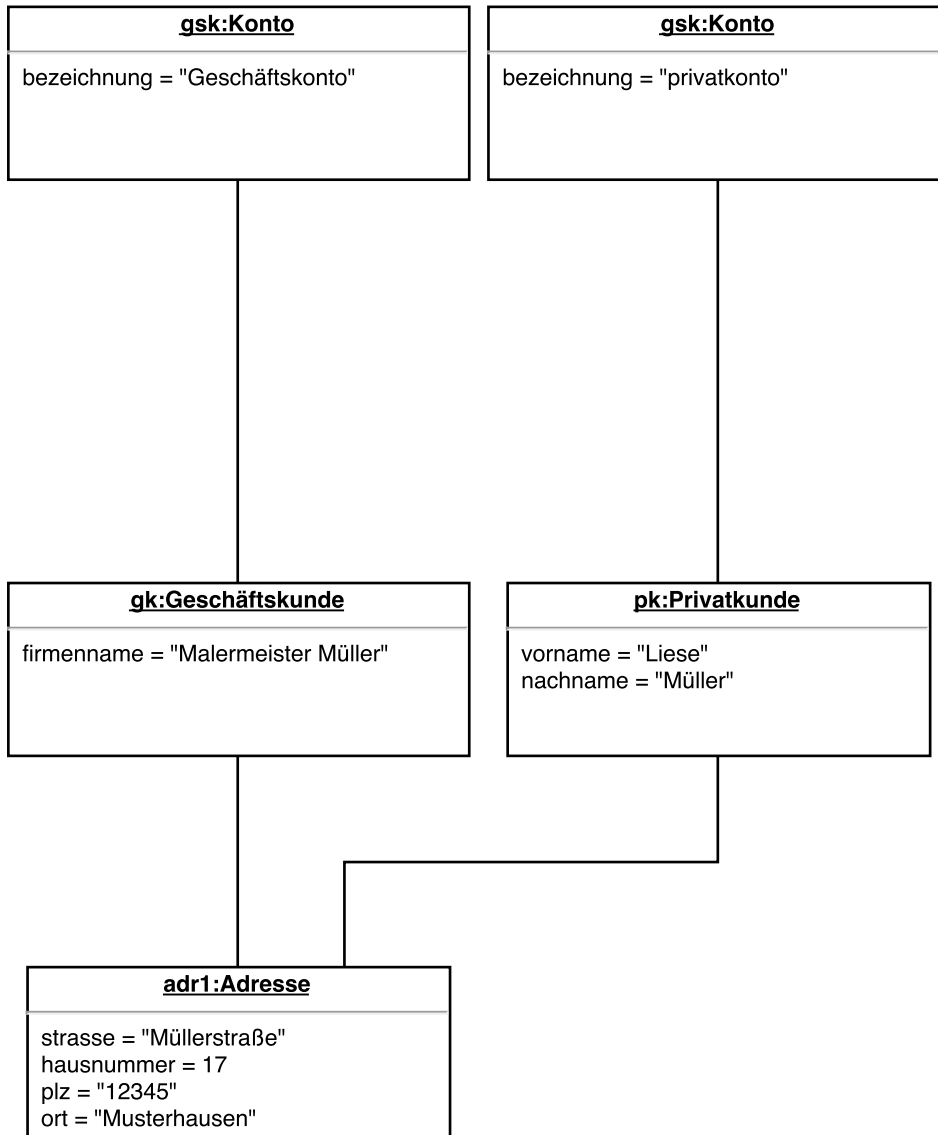 gsk:Konto
bezeichnung = "Geschäftskonto"
gsk:Konto
bezeichnung = "privatkonto"
gk:Geschäftskunde
firmenname = "Malermeister Müller"
pk:Privatkunde
vorname = "Liese"
nachname = "Müller"
adr1:Adresse
strasse = "Müllerstraße"
hausnummer = 17
plz = "12345"
ort = "Musterhausen"